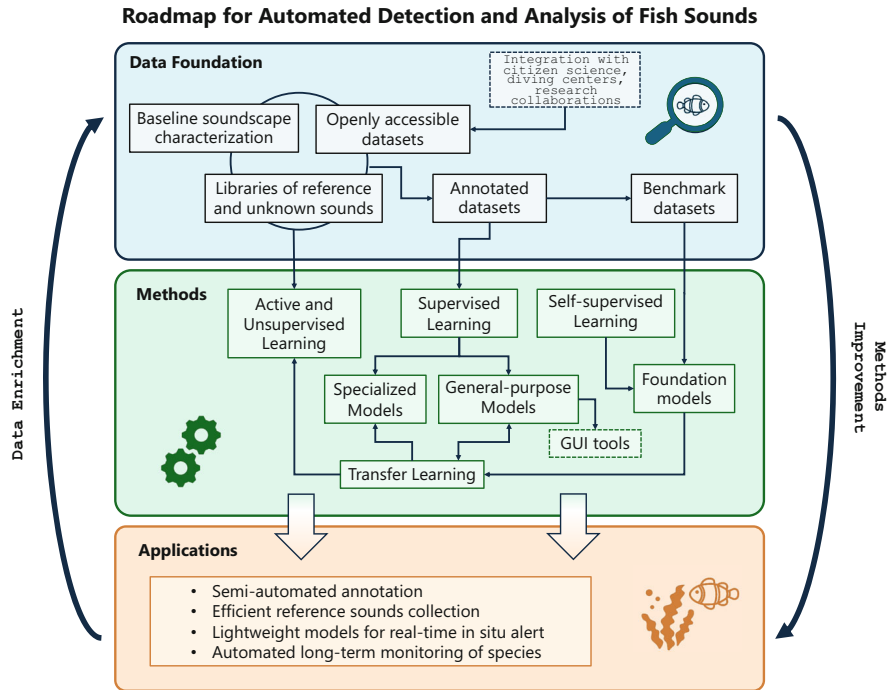 Roadmap for Automated Detection and Analysis of Fish Sounds
Data Foundation
Integration with
citizen science,
diving centers,
research
collaborations
Baseline soundscape
characterization
Openly accessible
datasets
Libraries of reference
and unknown sounds
Annotated
datasets
Benchmark
datasets
Data Enrichment
Methods
Improvement
Methods
Active and
Unsupervised
Learning
Supervised
Learning
Self-supervised
Learning
Specialized
Models
General-purpose
Models
Foundation
models
GUI tools
Transfer Learning
Applications
• Semi-automated annotation
• Efficient reference sounds collection
• Lightweight models for real-time in situ alert
• Automated long-term monitoring of species